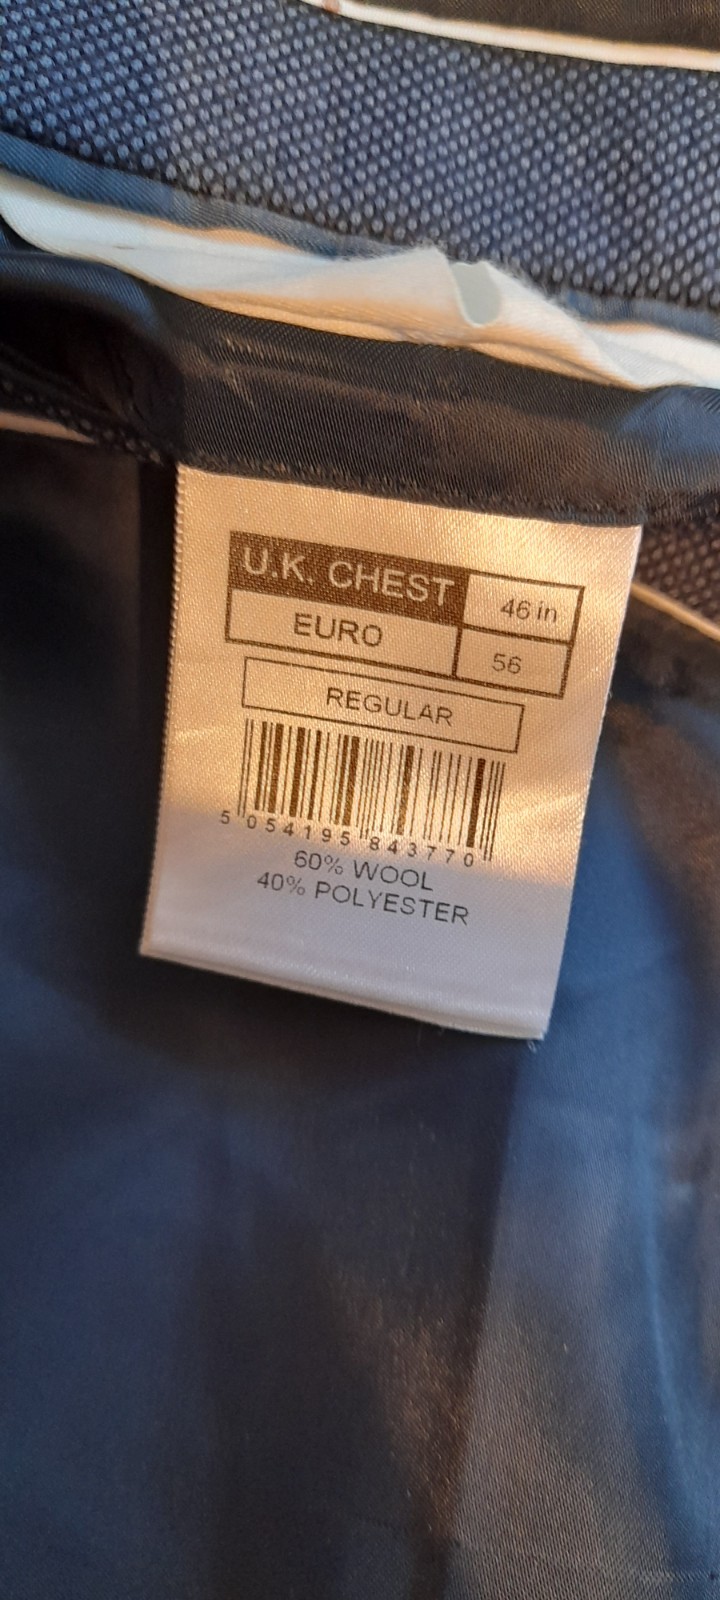 U.K. CHEST 46 in
EURO 56
REGULAR
5 054195 843770
60% WOOL
40% POLYESTER